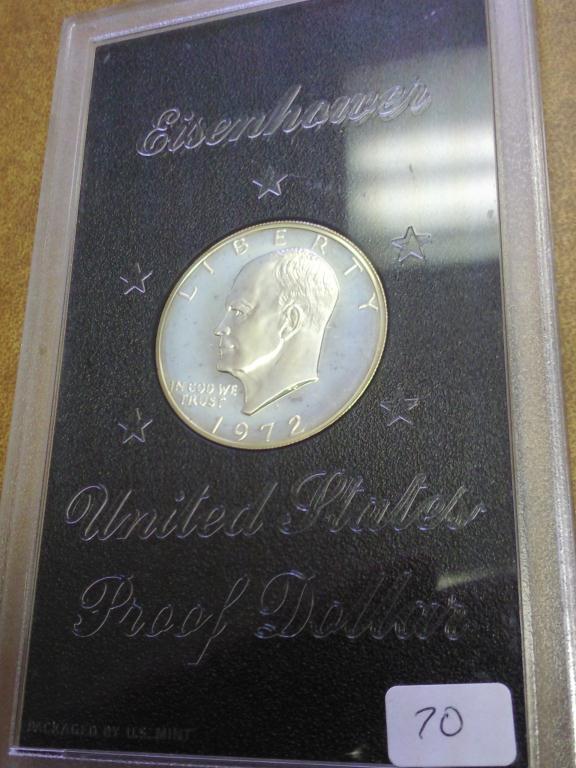 Eisenhower
LIBERTY
IN GOD WE
TRUST
1972
United States
Proof Dollar
PACKAGED BY U.S. MINT
70